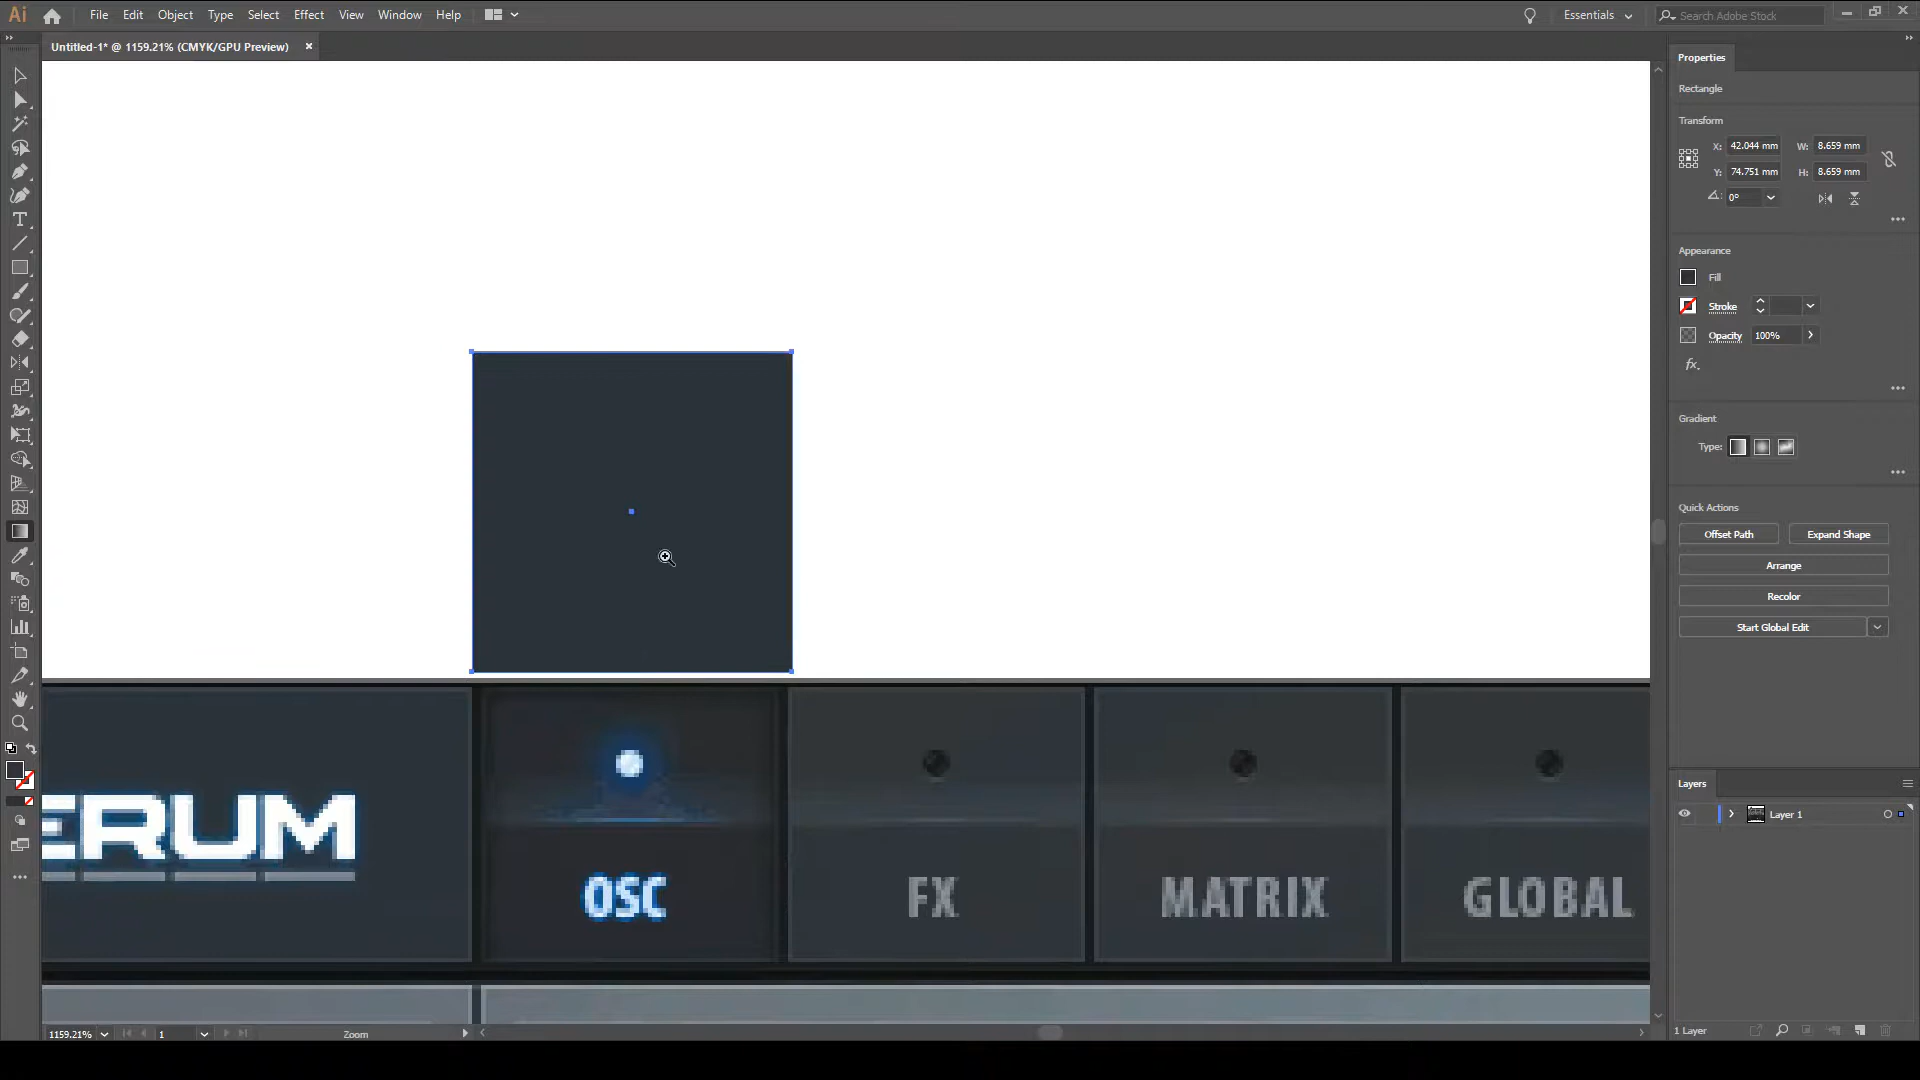 Ai File Edit Object Type Select Effect View Window Help Essentials Search Adobe Stock
Untitled-1* @ 1159.21% (CMYK/GPU Preview)
Properties
Rectangle
Transform
X: 42.044 mm W: 8.659 mm
Y: 74.751 mm H: 8.659 mm
0°
Appearance
Fill
Stroke
Opacity 100%
fx.
Gradient
Type:
Quick Actions
Offset Path Expand Shape
Arrange
Recolor
Start Global Edit
Layers
Layer 1
ERUM
OSC FX MATRIX GLOBAL
1159.21% 1 Zoom
1 Layer